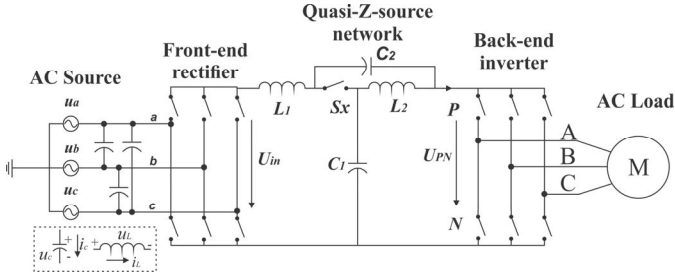 Quasi-Z-source
network
Front-end
rectifier
Back-end
inverter
AC Source
AC Load
C2
L1
Sx
L2
P
ua
a
A
ub
b
Uin
C1
UPN
B
M
uc
c
C
N
uc + - ic + uL - iL